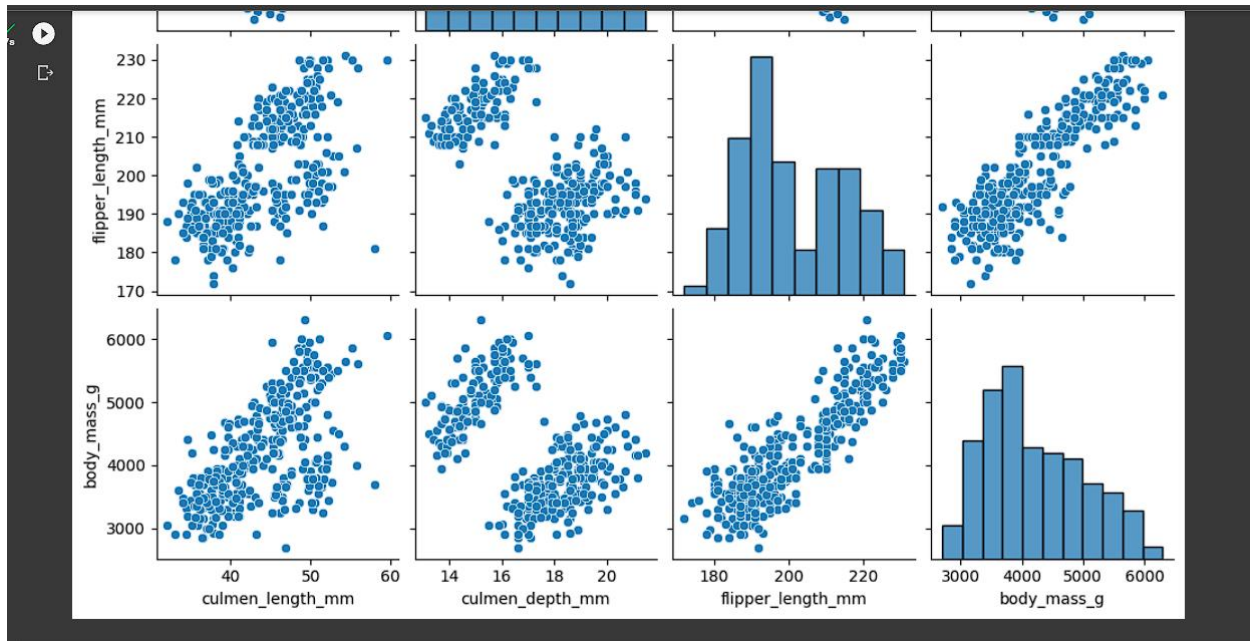 s
230
220
210
200
190
180
170
flipper_length_mm
6000
5000
4000
3000
body_mass_g
40 50 60
14 16 18 20
180 200 220
3000 4000 5000 6000
culmen_length_mm
culmen_depth_mm
flipper_length_mm
body_mass_g